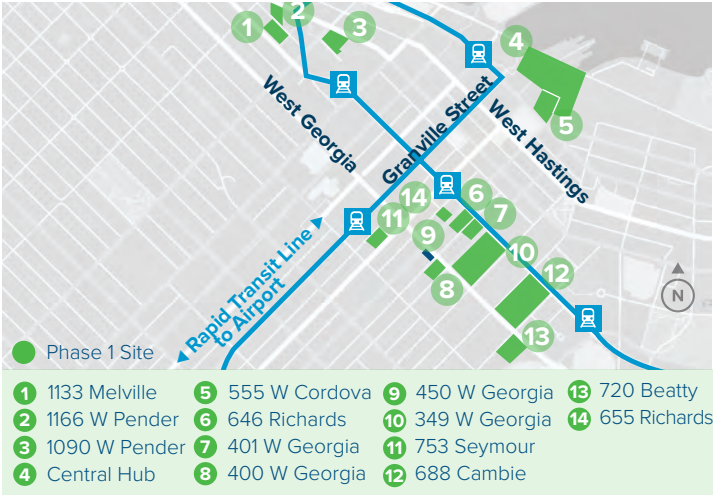 1
2
3
4
5
West Georgia
Granville Street
West Hastings
6
14
7
11
9
10
8
12
13
N
Rapid Transit Line
to Airport
Phase 1 Site
1 1133 Melville
2 1166 W Pender
3 1090 W Pender
4 Central Hub
5 555 W Cordova
6 646 Richards
7 401 W Georgia
8 400 W Georgia
9 450 W Georgia
10 349 W Georgia
11 753 Seymour
12 688 Cambie
13 720 Beatty
14 655 Richards